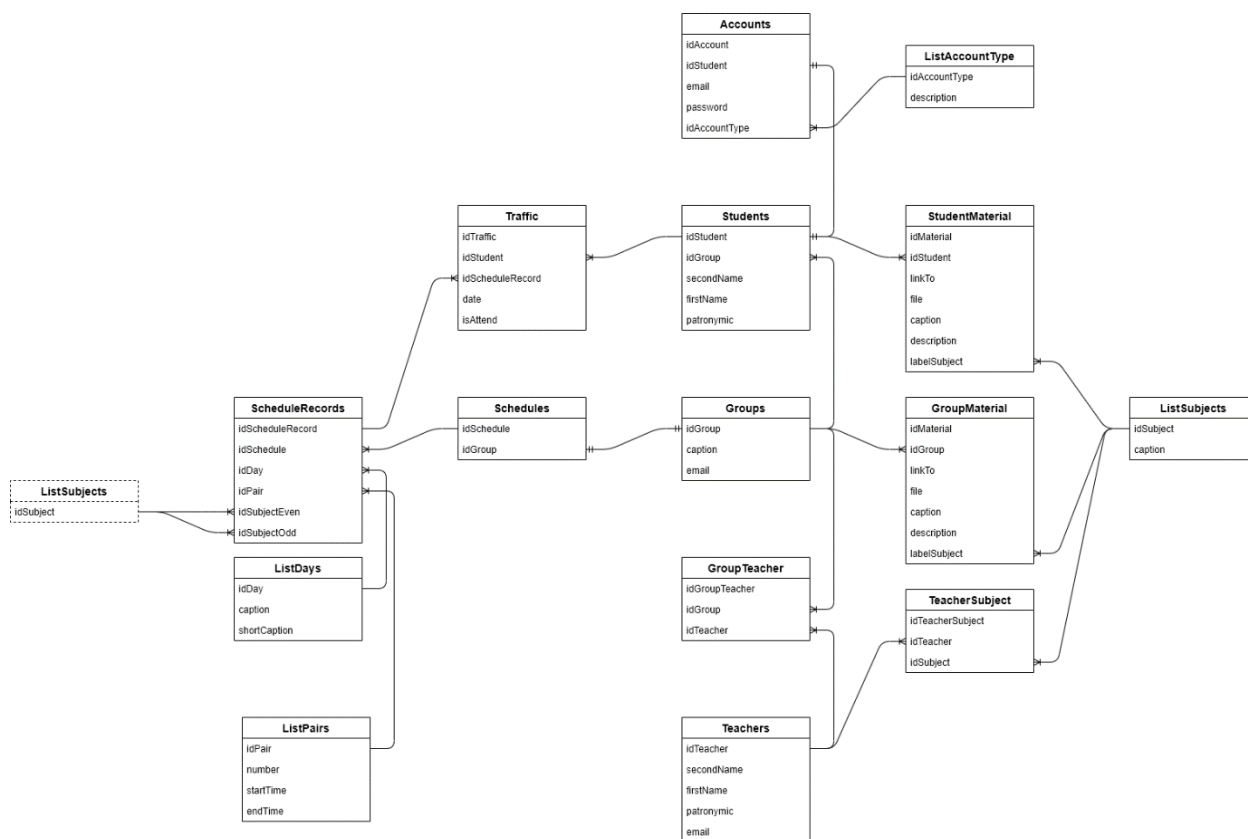 Accounts
idAccount
idStudent
email
password
idAccountType
ListAccountType
idAccountType
description
Traffic
idTraffic
idStudent
idScheduleRecord
date
isAttend
Students
idStudent
idGroup
secondName
firstName
patronymic
StudentMaterial
idMaterial
idStudent
linkTo
file
caption
description
labelSubject
ScheduleRecords
idScheduleRecord
idSchedule
idDay
idPair
idSubjectEven
idSubjectOdd
Schedules
idSchedule
idGroup
Groups
idGroup
caption
email
GroupMaterial
idMaterial
idGroup
linkTo
file
caption
description
labelSubject
ListSubjects
idSubject
caption
ListSubjects
idSubject
ListDays
idDay
caption
shortCaption
GroupTeacher
idGroupTeacher
idGroup
idTeacher
TeacherSubject
idTeacherSubject
idTeacher
idSubject
ListPairs
idPair
number
startTime
endTime
Teachers
idTeacher
secondName
firstName
patronymic
email